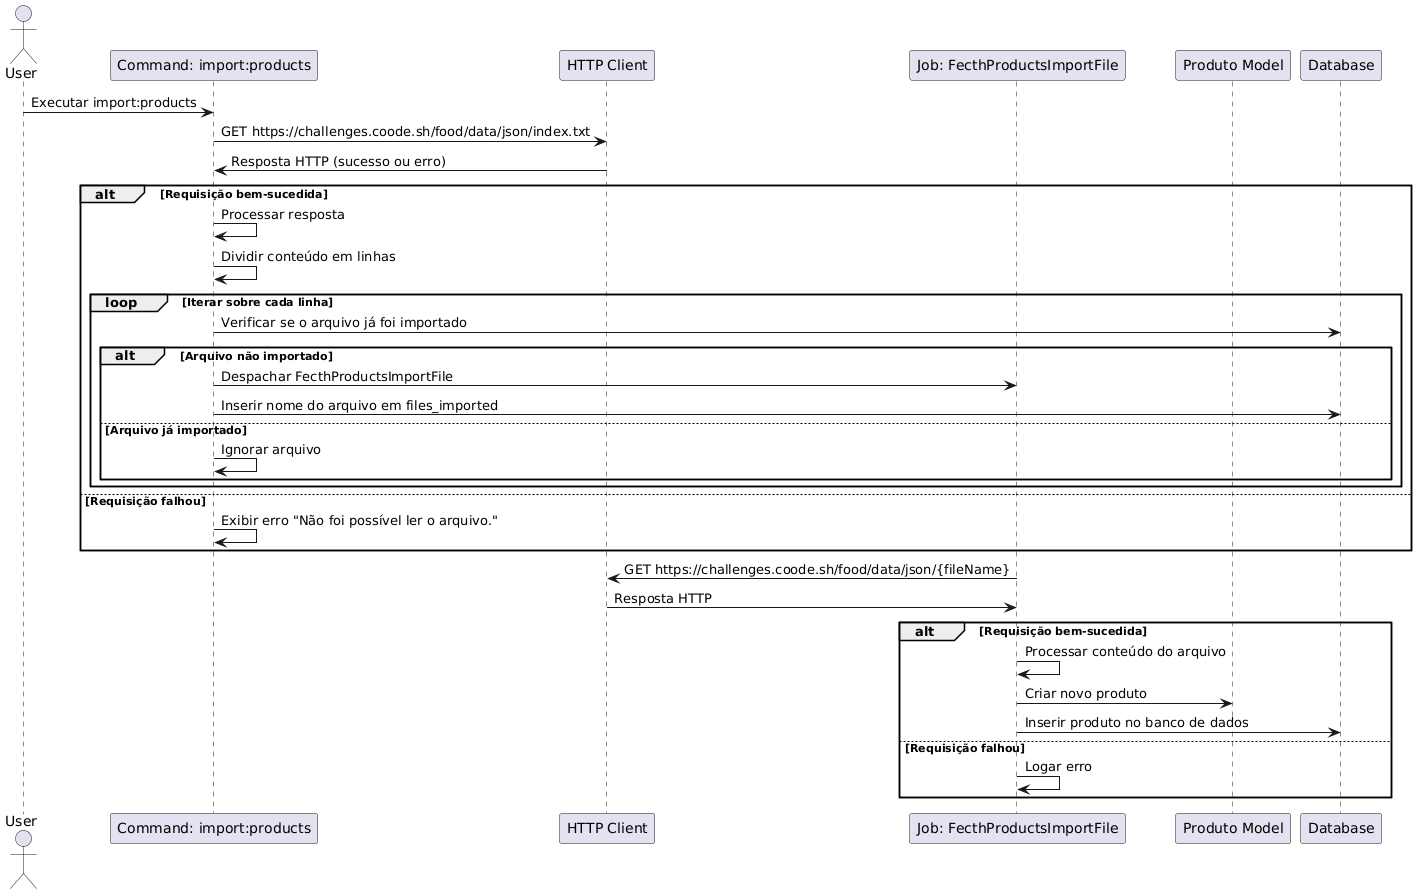 User
Command: import:products
HTTP Client
Job: FecthProductsImportFile
Produto Model
Database
Executar import:products
GET https://challenges.coode.sh/food/data/json/index.txt
Resposta HTTP (sucesso ou erro)
alt
[Requisição bem-sucedida]
Processar resposta
Dividir conteúdo em linhas
loop
[Iterar sobre cada linha]
Verificar se o arquivo já foi importado
alt
[Arquivo não importado]
Despachar FecthProductsImportFile
Inserir nome do arquivo em files_imported
[Arquivo já importado]
Ignorar arquivo
[Requisição falhou]
Exibir erro "Não foi possível ler o arquivo."
GET https://challenges.coode.sh/food/data/json/{fileName}
Resposta HTTP
alt
[Requisição bem-sucedida]
Processar conteúdo do arquivo
Criar novo produto
Inserir produto no banco de dados
[Requisição falhou]
Logar erro
User
Command: import:products
HTTP Client
Job: FecthProductsImportFile
Produto Model
Database